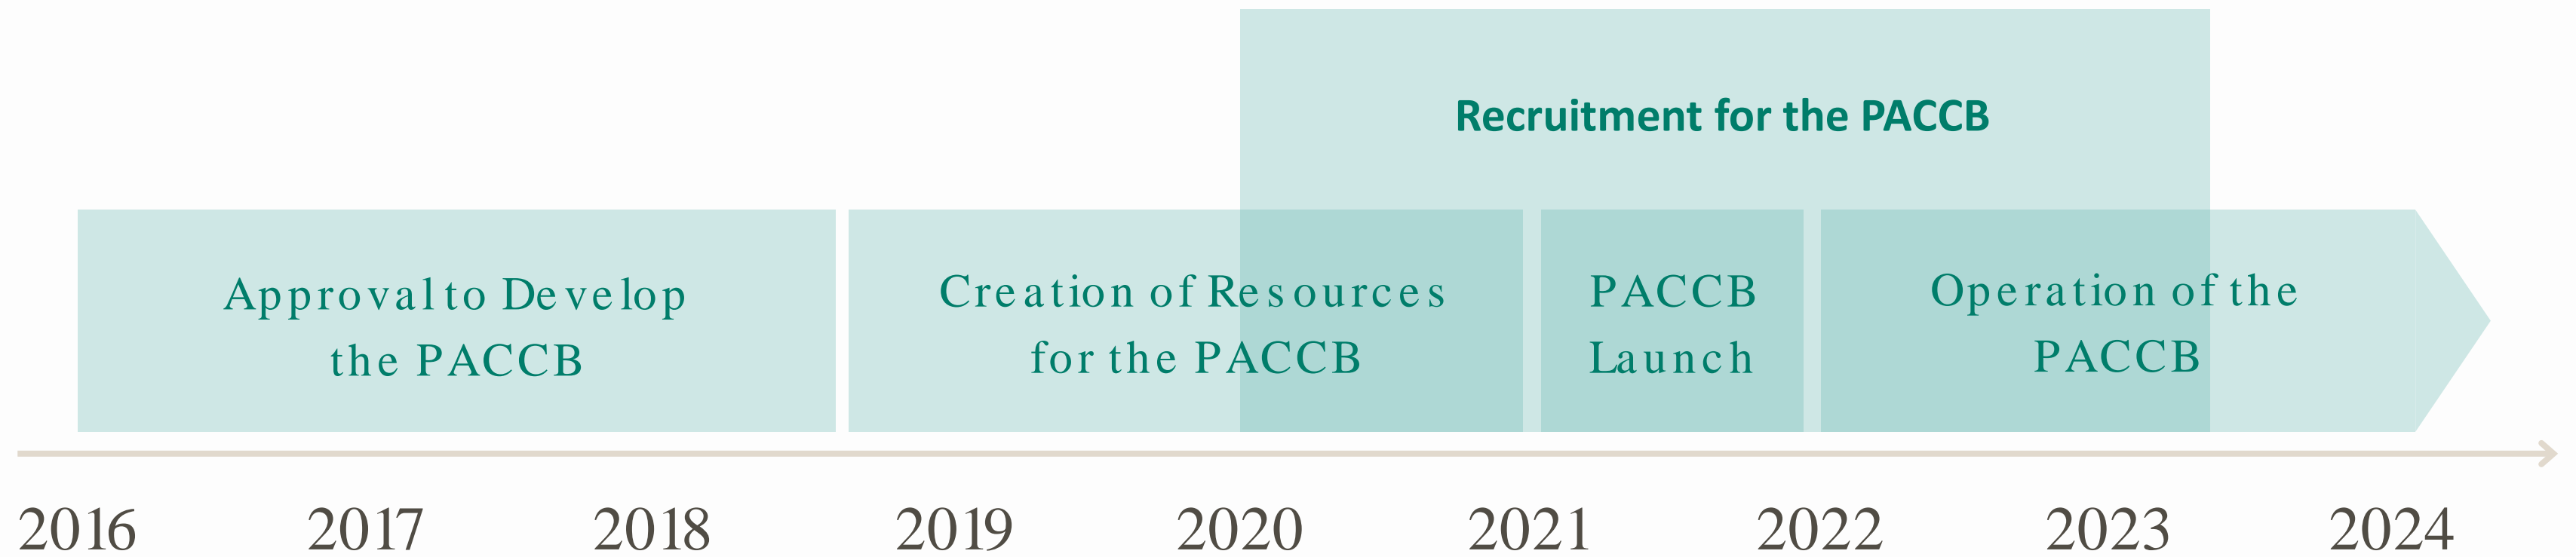 Recruitment for the PACCB
Approval to Develop
the PACCB
Creation of Resources
for the PACCB
PACCB
Launch
Operation of the
PACCB
2016 2017 2018 2019 2020 2021 2022 2023 2024